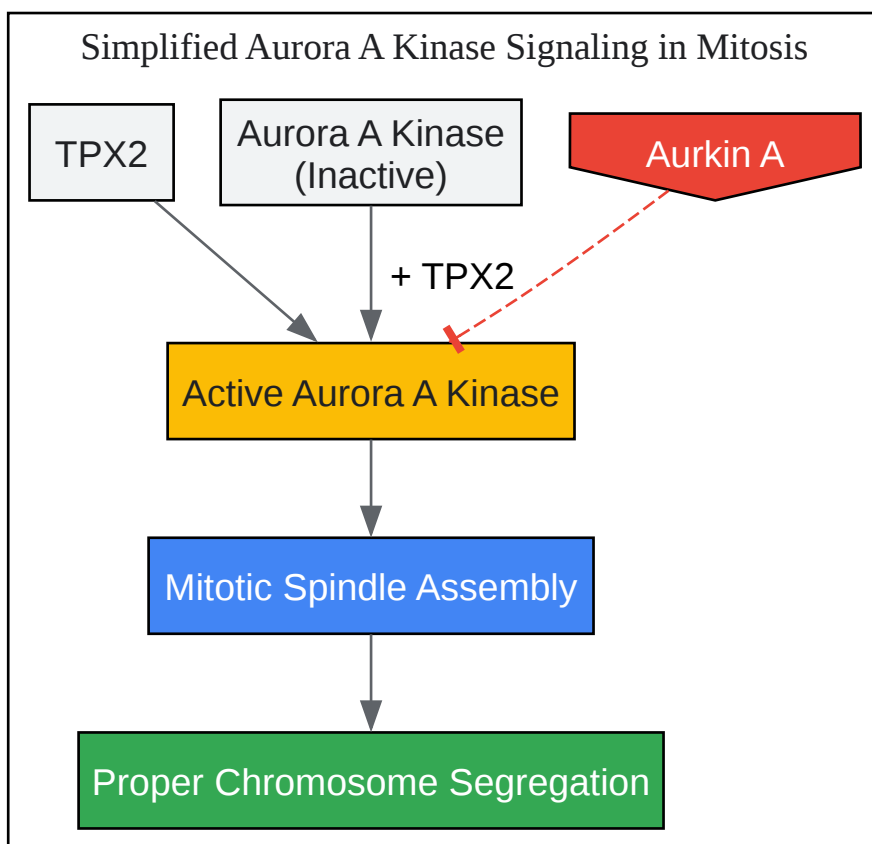 Simplified Aurora A Kinase Signaling in Mitosis
TPX2
Aurora A Kinase
(Inactive)
Aurkin A
+ TPX2
Active Aurora A Kinase
Mitotic Spindle Assembly
Proper Chromosome Segregation